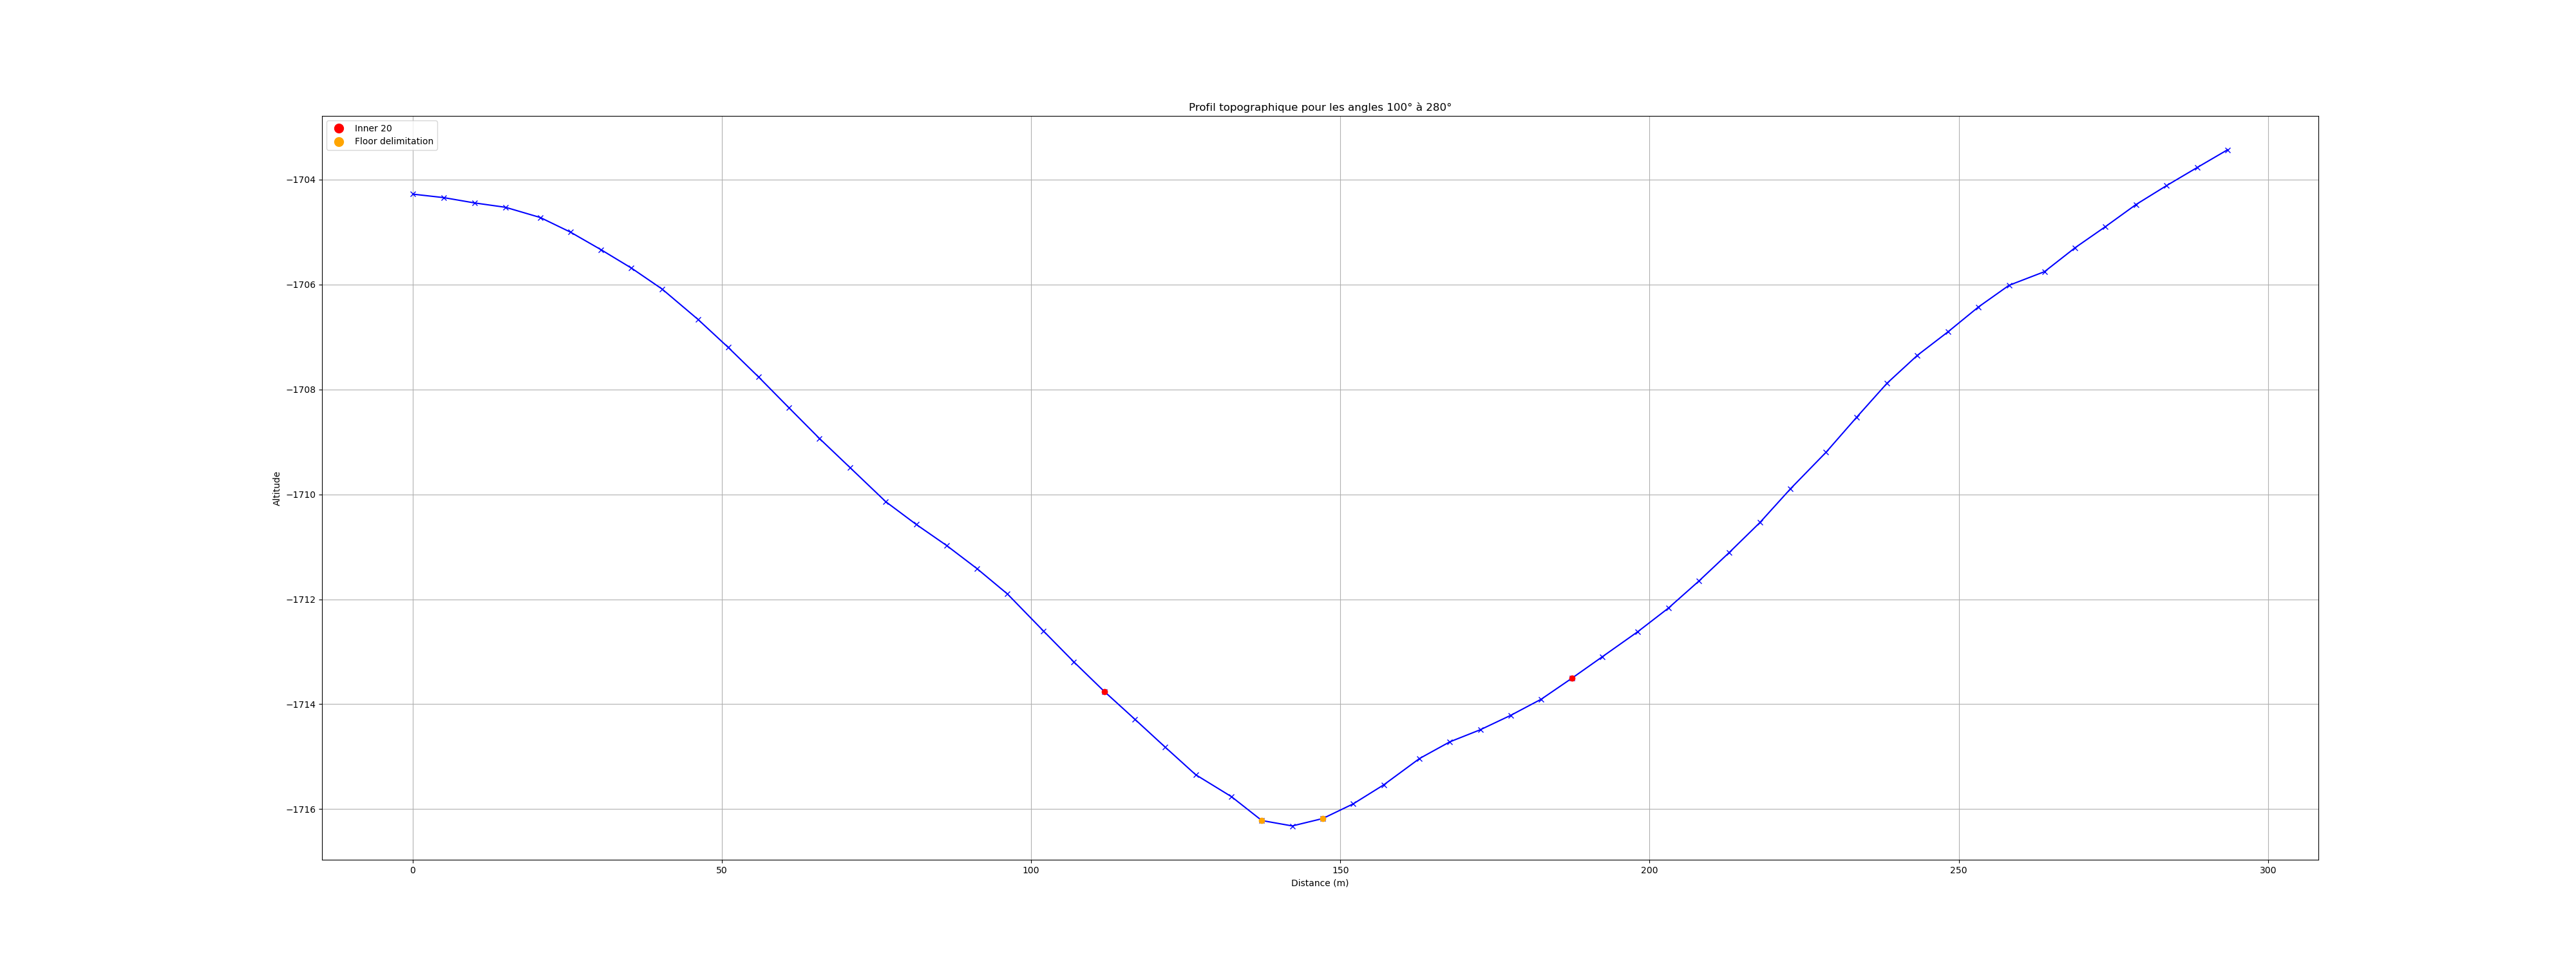 Profil topographique pour les angles 100° à 280°
Inner 20
Floor delimitation
−1704
−1706
−1708
−1710
−1712
−1714
−1716
Altitude
0 50 100 150 200 250 300
Distance (m)